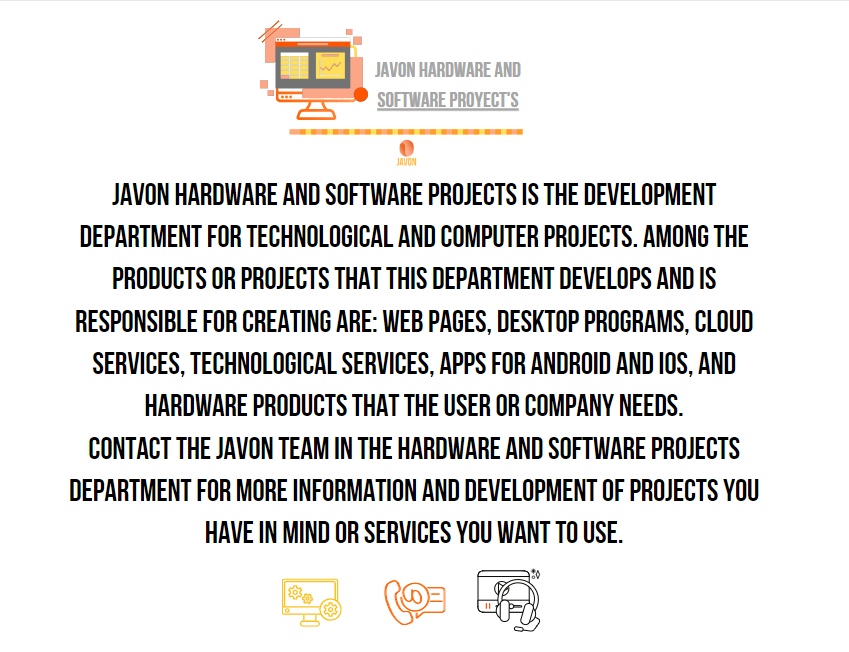 JAVON HARDWARE AND
SOFTWARE PROYECT'S
JAVON
JAVON HARDWARE AND SOFTWARE PROJECTS IS THE DEVELOPMENT
DEPARTMENT FOR TECHNOLOGICAL AND COMPUTER PROJECTS. AMONG THE
PRODUCTS OR PROJECTS THAT THIS DEPARTMENT DEVELOPS AND IS
RESPONSIBLE FOR CREATING ARE: WEB PAGES, DESKTOP PROGRAMS, CLOUD
SERVICES, TECHNOLOGICAL SERVICES, APPS FOR ANDROID AND IOS, AND
HARDWARE PRODUCTS THAT THE USER OR COMPANY NEEDS.
CONTACT THE JAVON TEAM IN THE HARDWARE AND SOFTWARE PROJECTS
DEPARTMENT FOR MORE INFORMATION AND DEVELOPMENT OF PROJECTS YOU
HAVE IN MIND OR SERVICES YOU WANT TO USE.